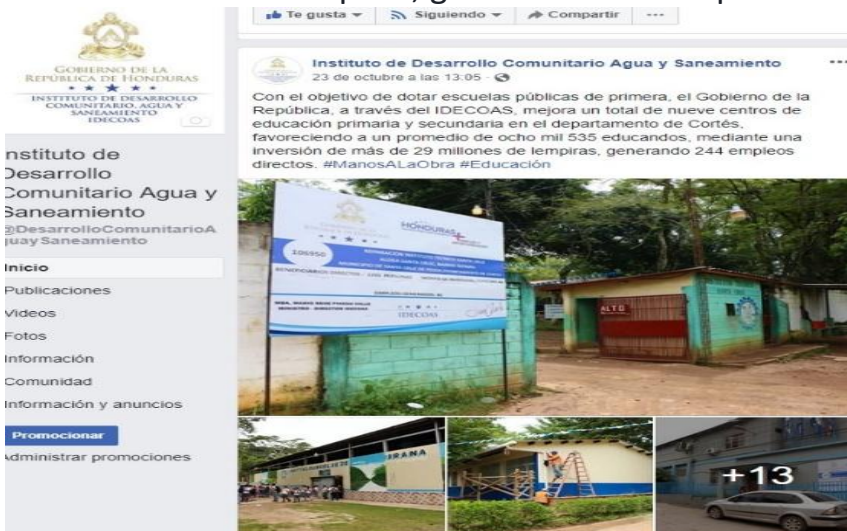 Te gusta Siguiendo Compartir
GOBIERNO DE LA
REPÚBLICA DE HONDURAS
INSTITUTO DE DESARROLLO
COMUNITARIO, AGUA Y
SANEAMIENTO
IDECOAS
nstituto de
Desarrollo
Comunitario Agua y
Saneamiento
@DesarrolloComunitarioA
guaySaneamiento
Inicio
Publicaciones
Videos
Fotos
Información
Comunidad
Información y anuncios
Promocionar
Administrar promociones
Instituto de Desarrollo Comunitario Agua y Saneamiento
23 de octubre a las 13:05
Con el objetivo de dotar escuelas públicas de primera, el Gobierno de la
República, a través del IDECOAS, mejora un total de nueve centros de
educación primaria y secundaria en el departamento de Cortés,
favoreciendo a un promedio de ocho mil 535 educandos, mediante una
inversión de más de 29 millones de lempiras, generando 244 empleos
directos. #ManosALaObra #Educación
HONDURAS
106550
IDECOAS
ALTO
+13